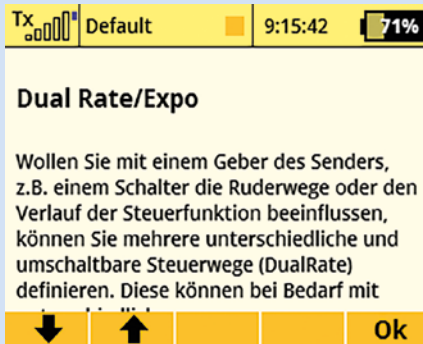 Tx Default 9:15:42 71%
Dual Rate/Expo
Wollen Sie mit einem Geber des Senders,
z.B. einem Schalter die Ruderwege oder den
Verlauf der Steuerfunktion beeinflussen,
können Sie mehrere unterschiedliche und
umschaltbare Steuerwege (DualRate)
definieren. Diese können bei Bedarf mit
Ok